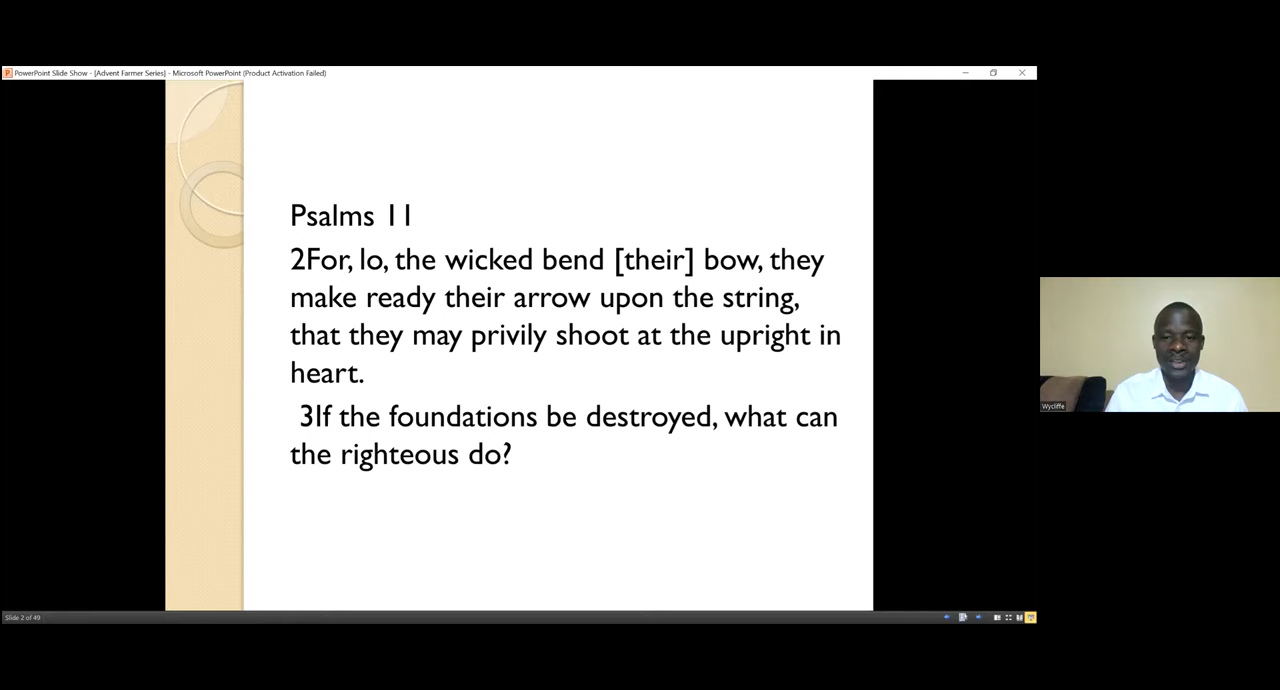 PowerPoint Slide Show - [Advent Farmer Series] - Microsoft PowerPoint (Product Activation Failed)
Psalms 11
2For, lo, the wicked bend [their] bow, they
make ready their arrow upon the string,
that they may privily shoot at the upright in
heart.
3If the foundations be destroyed, what can
the righteous do?
Wycliffe
Slide 2 of 49